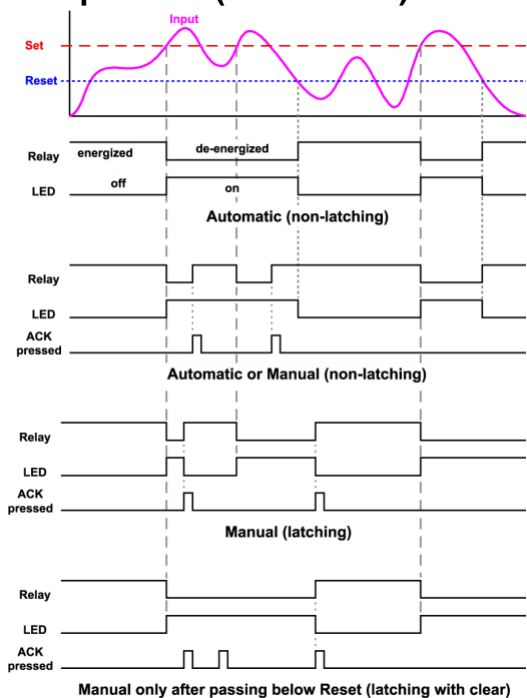 Input
Set
Reset
energized
de-energized
Relay
off
on
LED
Automatic (non-latching)
Relay
LED
ACK
pressed
Automatic or Manual (non-latching)
Relay
LED
ACK
pressed
Manual (latching)
Relay
LED
ACK
pressed
Manual only after passing below Reset (latching with clear)